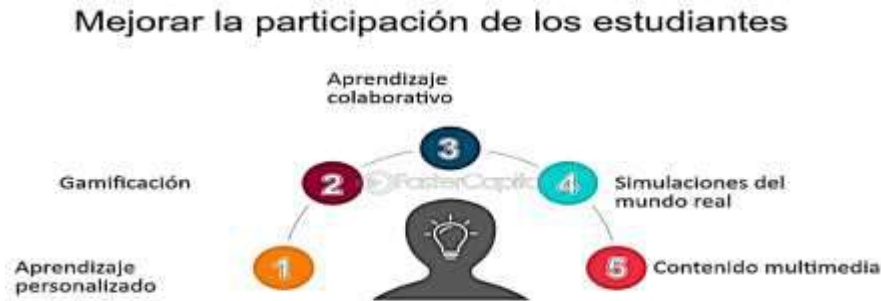 Mejorar la participación de los estudiantes
Aprendizaje
colaborativo
3
Gamificación
2
FasterCapital
4
Simulaciones del
mundo real
Aprendizaje
personalizado
1
5
Contenido multimedia